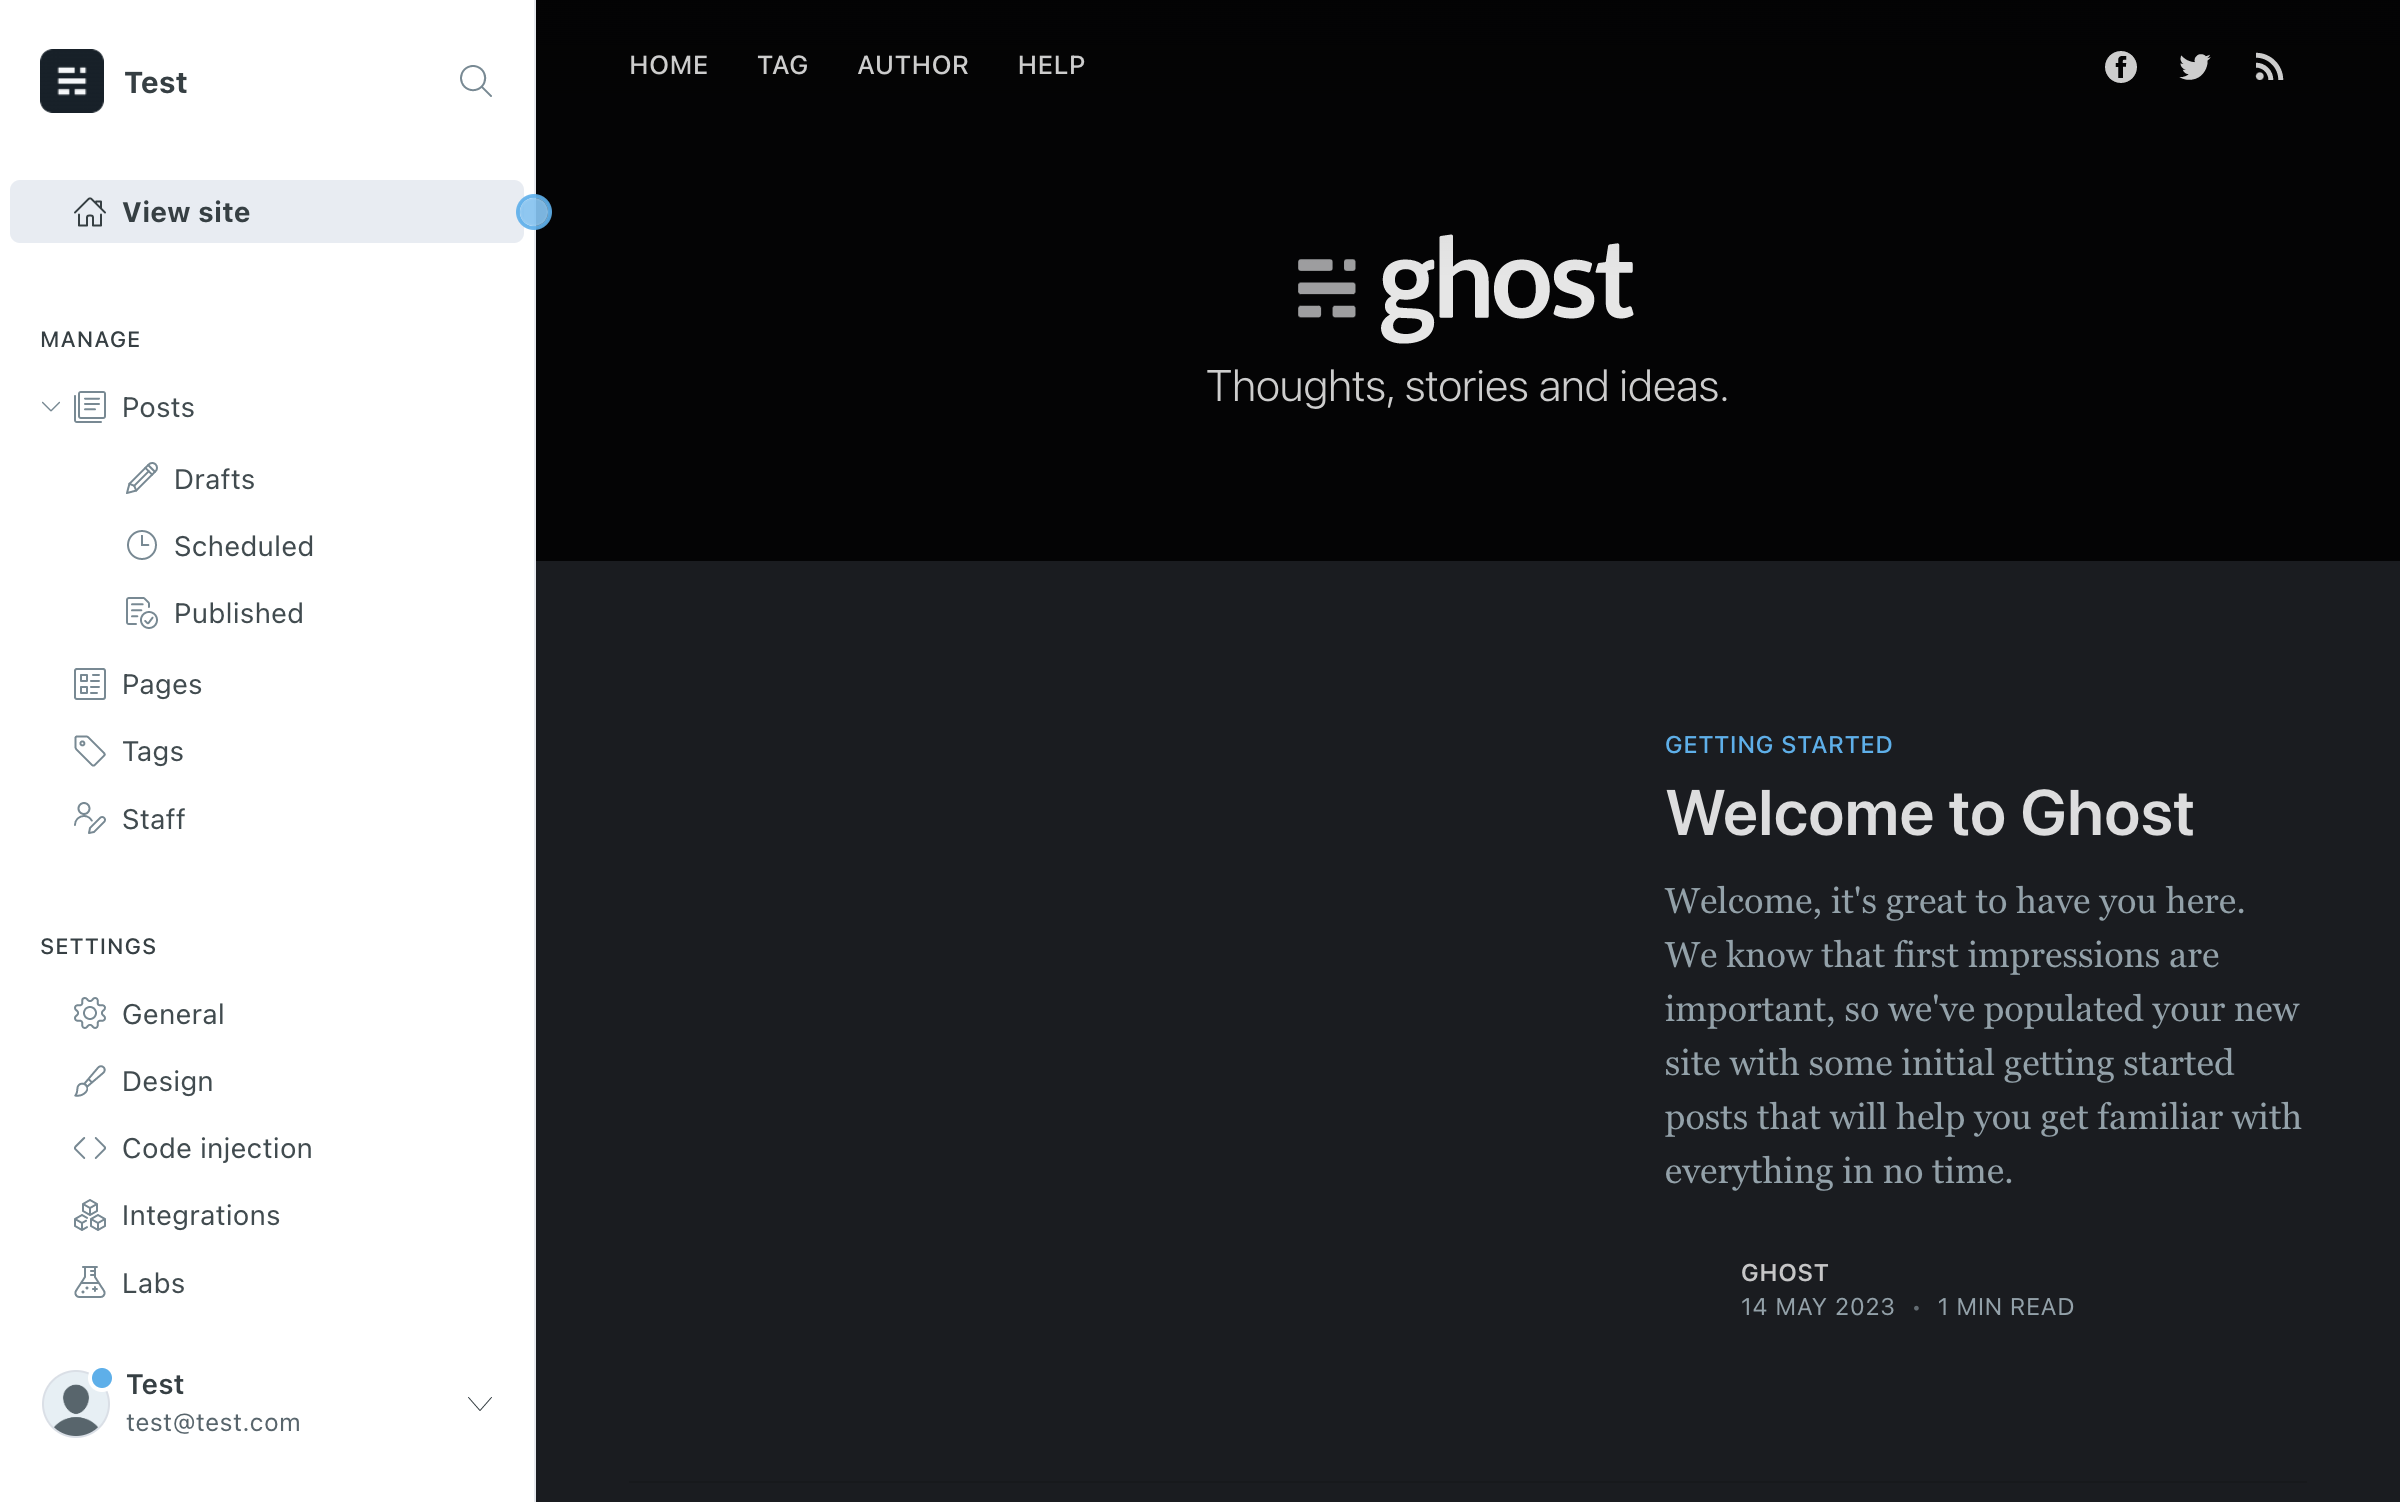 Test
View site
MANAGE
Posts
Drafts
Scheduled
Published
Pages
Tags
Staff
SETTINGS
General
Design
Code injection
Integrations
Labs
Test
test@test.com
HOME TAG AUTHOR HELP
ghost
Thoughts, stories and ideas.
GETTING STARTED
Welcome to Ghost
Welcome, it's great to have you here.
We know that first impressions are
important, so we've populated your new
site with some initial getting started
posts that will help you get familiar with
everything in no time.
GHOST
14 MAY 2023 • 1 MIN READ